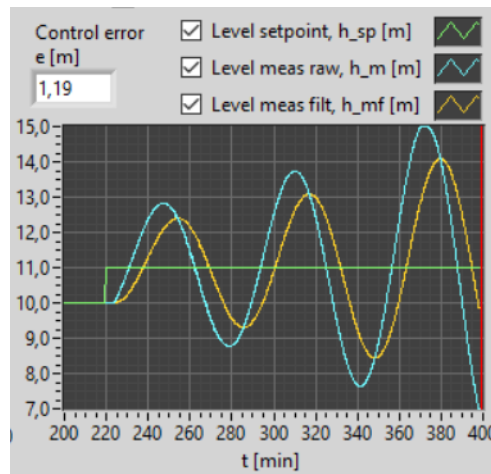 Control error
e [m]
1,19
Level setpoint, h_sp [m]
Level meas raw, h_m [m]
Level meas filt, h_mf [m]
15,0
14,0
13,0
12,0
11,0
10,0
9,0
8,0
7,0
200 220 240 260 280 300 320 340 360 380 400
t [min]